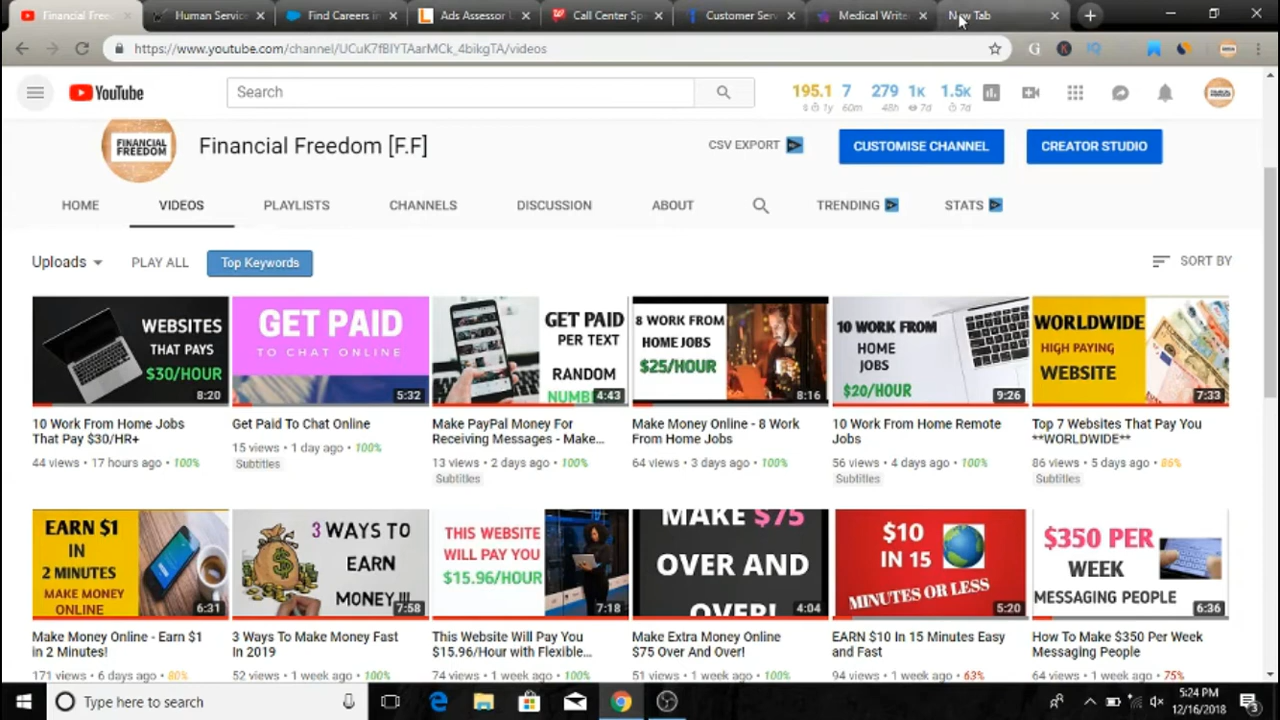 Financial Free
Human Service
Find Careers in
Ads Assessor
Call Center Sp
Customer Serv
Medical Write
New Tab
https://www.youtube.com/channel/UCuK7fBIYTAarMCk_4bikgTA/videos
YouTube
Search
195.1 7 279 1K 1.5K
1y 60m 48h 7d 7d
FINANCIAL
FREEDOM
Financial Freedom [F.F]
CSV EXPORT
CUSTOMISE CHANNEL
CREATOR STUDIO
HOME VIDEOS PLAYLISTS CHANNELS DISCUSSION ABOUT TRENDING STATS
Uploads PLAY ALL Top Keywords SORT BY
WEBSITES
THAT PAYS
$30/HOUR
8:20
10 Work From Home Jobs
That Pay $30/HR+
44 views • 17 hours ago • 100%
GET PAID
TO CHAT ONLINE
5:32
Get Paid To Chat Online
15 views • 1 day ago • 100%
Subtitles
GET PAID
PER TEXT
RANDOM
NUMB
4:43
Make PayPal Money For
Receiving Messages - Make...
13 views • 2 days ago • 100%
Subtitles
8 WORK FROM
HOME JOBS
$25/HOUR
8:16
Make Money Online - 8 Work
From Home Jobs
64 views • 3 days ago • 100%
10 WORK FROM
HOME
JOBS
$20/HOUR
9:26
10 Work From Home Remote
Jobs
56 views • 4 days ago • 100%
Subtitles
WORLDWIDE
HIGH PAYING
WEBSITE
7:33
Top 7 Websites That Pay You
**WORLDWIDE**
86 views • 5 days ago • 86%
Subtitles
EARN $1
IN
2 MINUTES
MAKE MONEY
ONLINE
6:31
Make Money Online - Earn $1
in 2 Minutes!
171 views • 6 days ago • 80%
3 WAYS TO
EARN
MONEY!!!
7:58
3 Ways To Make Money Fast
In 2019
52 views • 1 week ago • 100%
THIS WEBSITE
WILL PAY YOU
$15.96/HOUR
7:18
This Website Will Pay You
$15.96/Hour with Flexible...
74 views • 1 week ago • 100%
MAKE $75
OVER AND
OVER!
4:04
Make Extra Money Online
$75 Over And Over!
51 views • 1 week ago • 100%
$10
IN 15
MINUTES OR LESS
5:20
EARN $10 In 15 Minutes Easy
and Fast
94 views • 1 week ago • 63%
$350 PER
WEEK
MESSAGING PEOPLE
6:36
How To Make $350 Per Week
Messaging People
64 views • 1 week ago • 75%
Type here to search
5:24 PM
12/16/2018
3